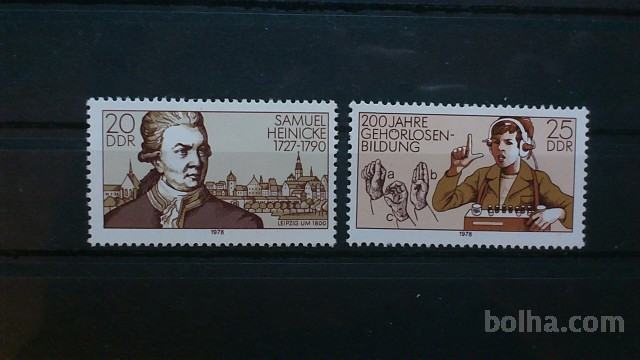 20
DDR
SAMUEL
HEINICKE
1727-1790
LEIPZIG UM 1800
1978
200 JAHRE
GEHÖRLOSEN-
BILDUNG
25
DDR
a
b
c
1978
bolha.com